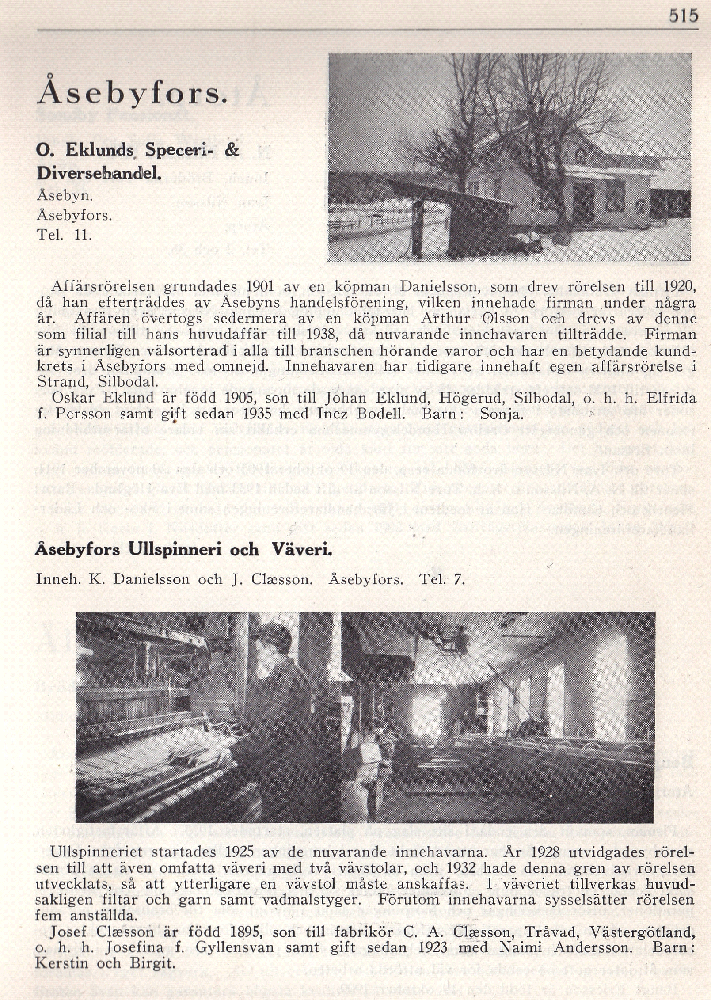 515
Åsebyfors.
O. Eklunds Speceri- &
Diversehandel.
Åsebyn.
Åsebyfors.
Tel. 11.
Affärsrörelsen grundades 1901 av en köpman Danielsson, som drev rörelsen till 1920,
då han efterträddes av Åsebyns handelsförening, vilken innehade firman under några
år. Affären övertogs sedermera av en köpman Arthur Olsson och drevs av denne
som filial till hans huvudaffär till 1938, då nuvarande innehavaren tillträdde. Firman
är synnerligen välsorterad i alla till branschen hörande varor och har en betydande kund-
krets i Åsebyfors med omnejd. Innehavaren har tidigare innehaft egen affärsrörelse i
Strand, Silbodal.
Oskar Eklund är född 1905, son till Johan Eklund, Högerud, Silbodal, o. h. h. Elfrida
f. Persson samt gift sedan 1935 med Inez Bodell. Barn: Sonja.
Åsebyfors Ullspinneri och Väveri.
Inneh. K. Danielsson och J. Clæsson. Åsebyfors. Tel. 7.
Ullspinneriet startades 1925 av de nuvarande innehavarna. År 1928 utvidgades rörel-
sen till att även omfatta väveri med två vävstolar, och 1932 hade denna gren av rörelsen
utvecklats, så att ytterligare en vävstol måste anskaffas. I väveriet tillverkas huvud-
sakligen filtar och garn samt vadmalstyger. Förutom innehavarna sysselsätter rörelsen
fem anställda.
Josef Clæsson är född 1895, son till fabrikör C. A. Clæsson, Tråvad, Västergötland,
o. h. h. Josefina f. Gyllensvan samt gift sedan 1923 med Naimi Andersson. Barn:
Kerstin och Birgit.